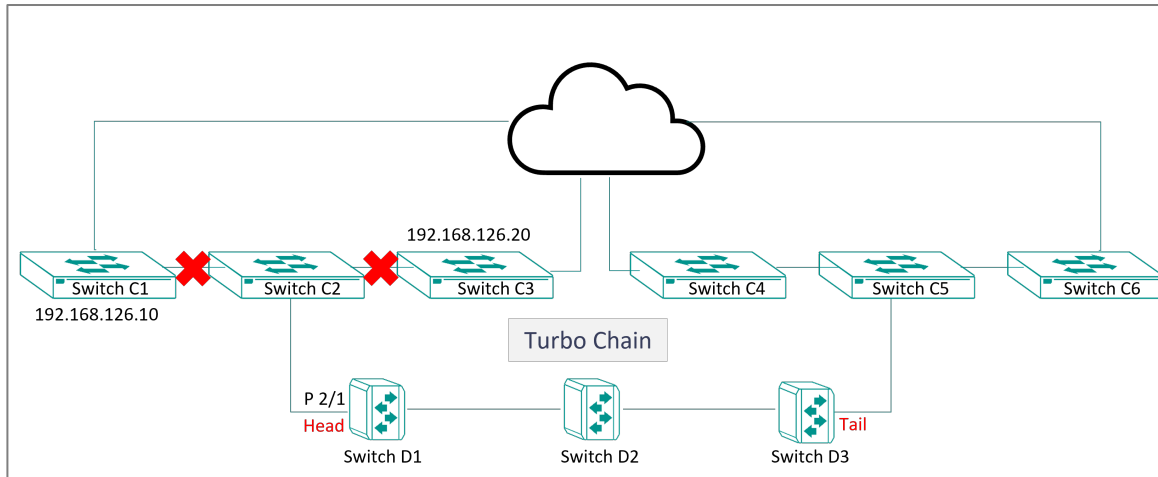 192.168.126.20
Switch C1
Switch C2
Switch C3
Switch C4
Switch C5
Switch C6
192.168.126.10
Turbo Chain
P 2/1
Head
Tail
Switch D1
Switch D2
Switch D3